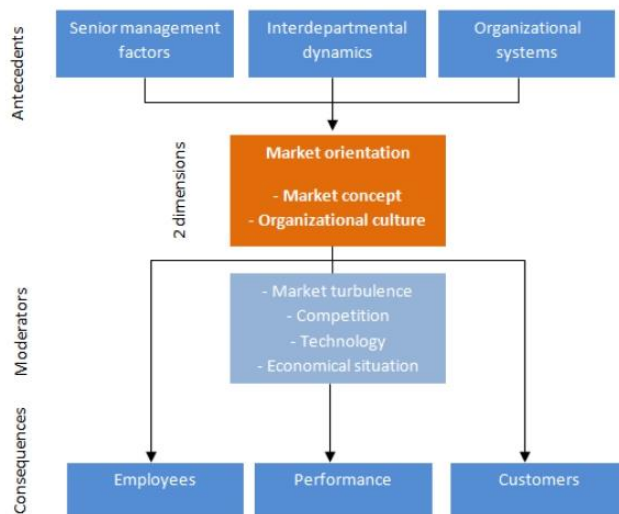 Antecedents
Senior management
factors
Interdepartmental
dynamics
Organizational
systems
2 dimensions
Market orientation
- Market concept
- Organizational culture
Moderators
- Market turbulence
- Competition
- Technology
- Economical situation
Consequences
Employees
Performance
Customers